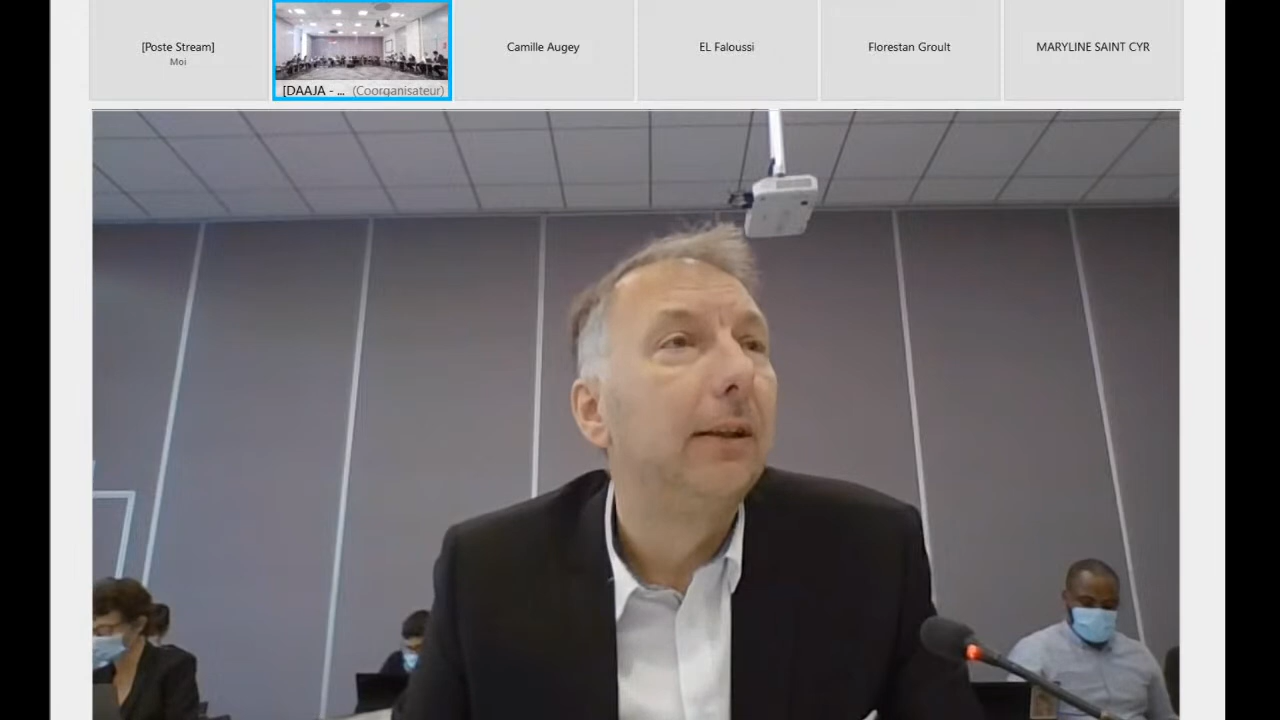 [Poste Stream]
Moi
[DAAJA - ... (Coorganisateur)
Camille Augey
EL Faloussi
Florestan Groult
MARYLINE SAINT CYR